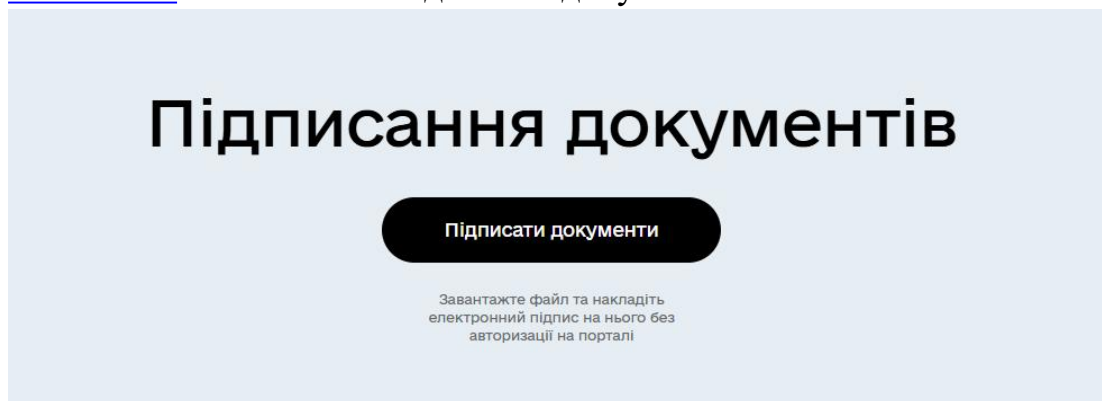 Підписання документів
Підписати документи
Завантажте файл та накладіть
електронний підпис на нього без
авторизації на порталі